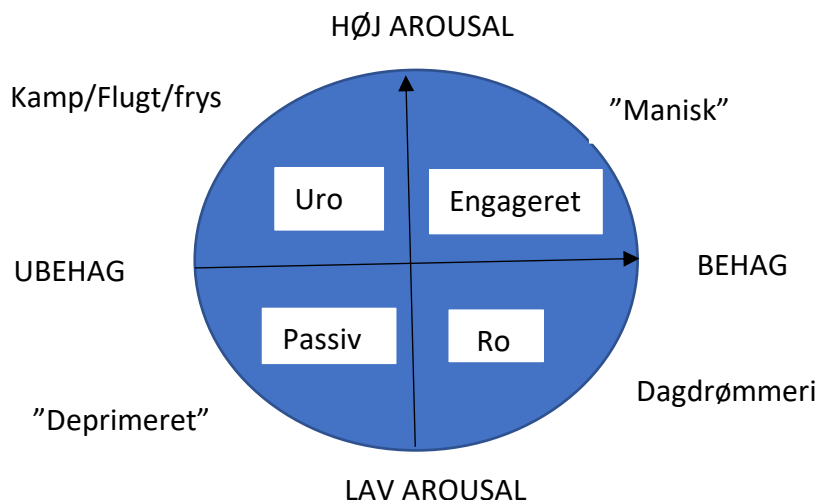 HØJ AROUSAL
Kamp/Flugt/frys
”Manisk”
Uro
Engageret
UBEHAG
BEHAG
Passiv
Ro
Dagdrømmeri
”Deprimeret”
LAV AROUSAL